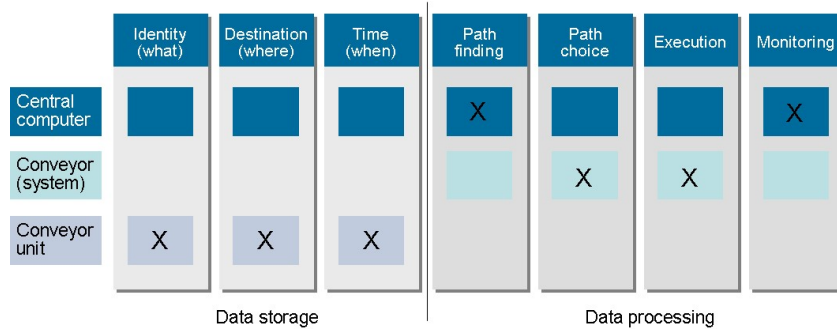 Identity
(what)
Destination
(where)
Time
(when)
Path
finding
Path
choice
Execution
Monitoring
Central
computer
X
X
Conveyor
(system)
X
X
Conveyor
unit
X
X
X
Data storage
Data processing